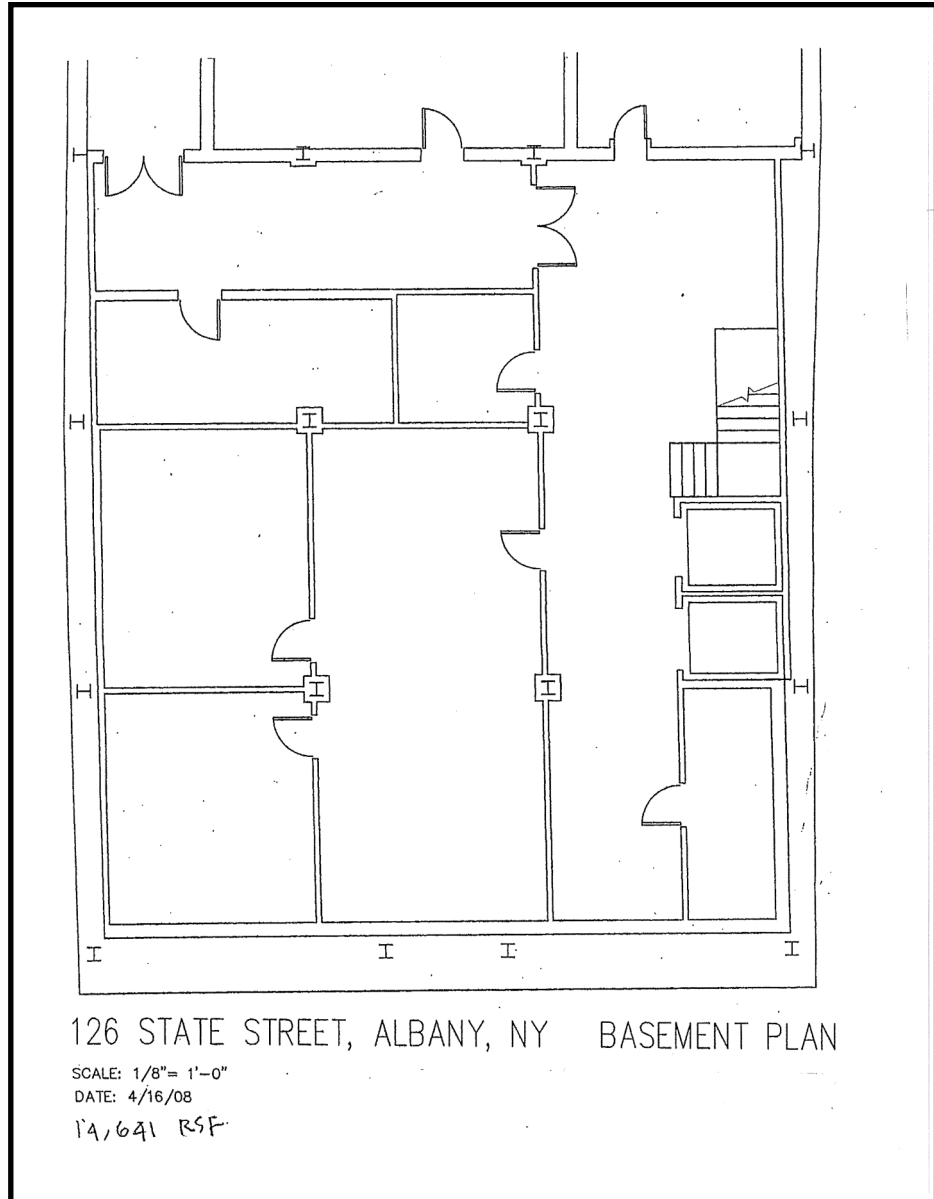 126 STATE STREET, ALBANY, NY BASEMENT PLAN
SCALE: 1/8"= 1'-0"
DATE: 4/16/08
14,641 RSF